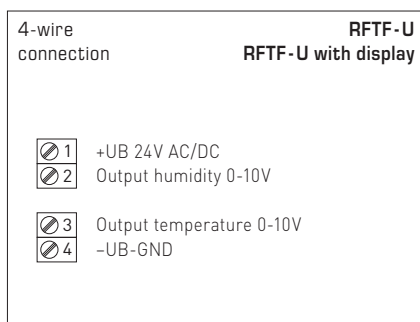 4-wire RFTF-U
connection RFTF-U with display
1 +UB 24V AC/DC
2 Output humidity 0-10V
3 Output temperature 0-10V
4 –UB-GND